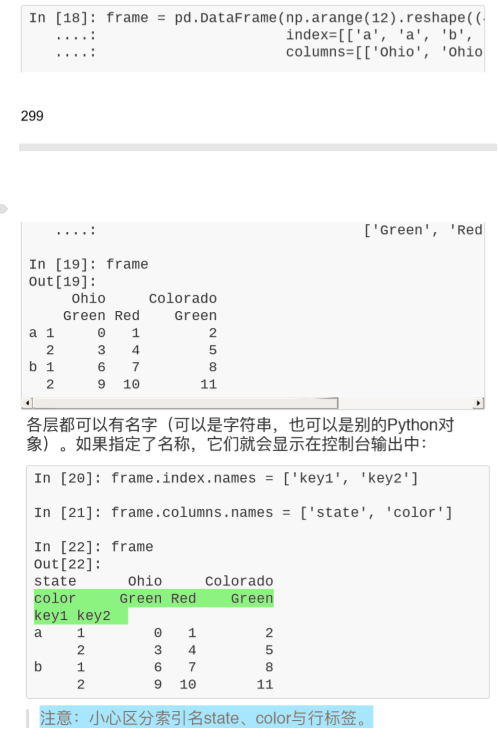 In [18]: frame = pd.DataFrame(np.arange(12).reshape((
....: index=[['a', 'a', 'b',
....: columns=[['Ohio', 'Ohio
299
....: ['Green', 'Red
In [19]: frame
Out[19]:
Ohio Colorado
Green Red Green
a 1 0 1 2
2 3 4 5
b 1 6 7 8
2 9 10 11
各层都可以有名字（可以是字符串，也可以是别的Python对
象）。如果指定了名称，它们就会显示在控制台输出中：
In [20]: frame.index.names = ['key1', 'key2']
In [21]: frame.columns.names = ['state', 'color']
In [22]: frame
Out[22]:
state Ohio Colorado
color Green Red Green
key1 key2
a 1 0 1 2
2 3 4 5
b 1 6 7 8
2 9 10 11
注意：小心区分索引名state、color与行标签。